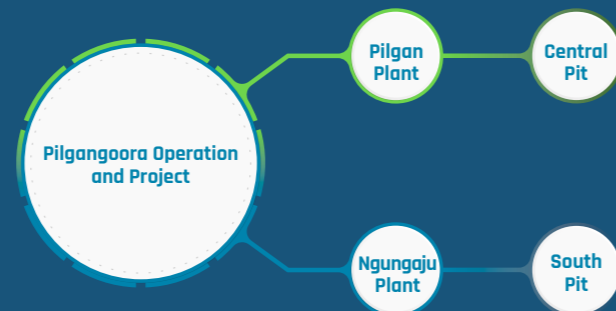 Pilgangoora Operation
and Project
Pilgan
Plant
Central
Pit
Ngungaju
Plant
South
Pit